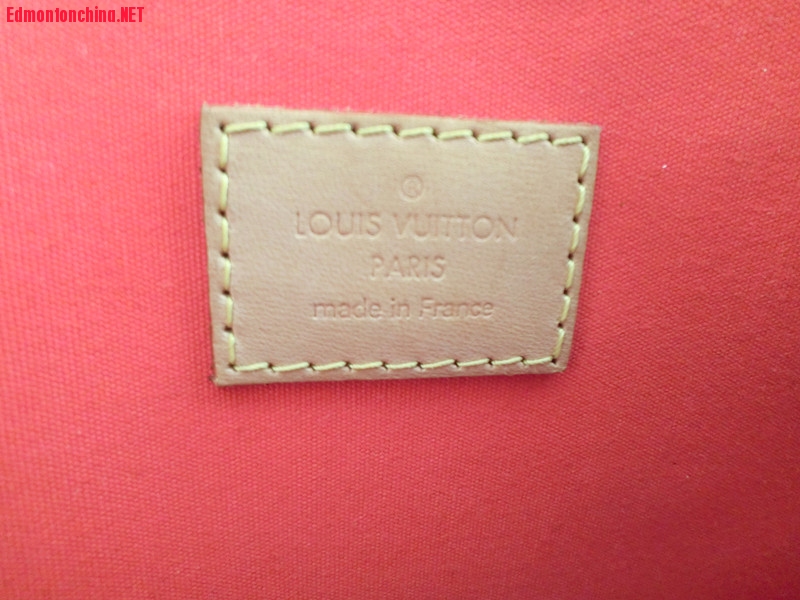 Edmontonchina.NET
®
LOUIS VUITTON
PARIS
made in France